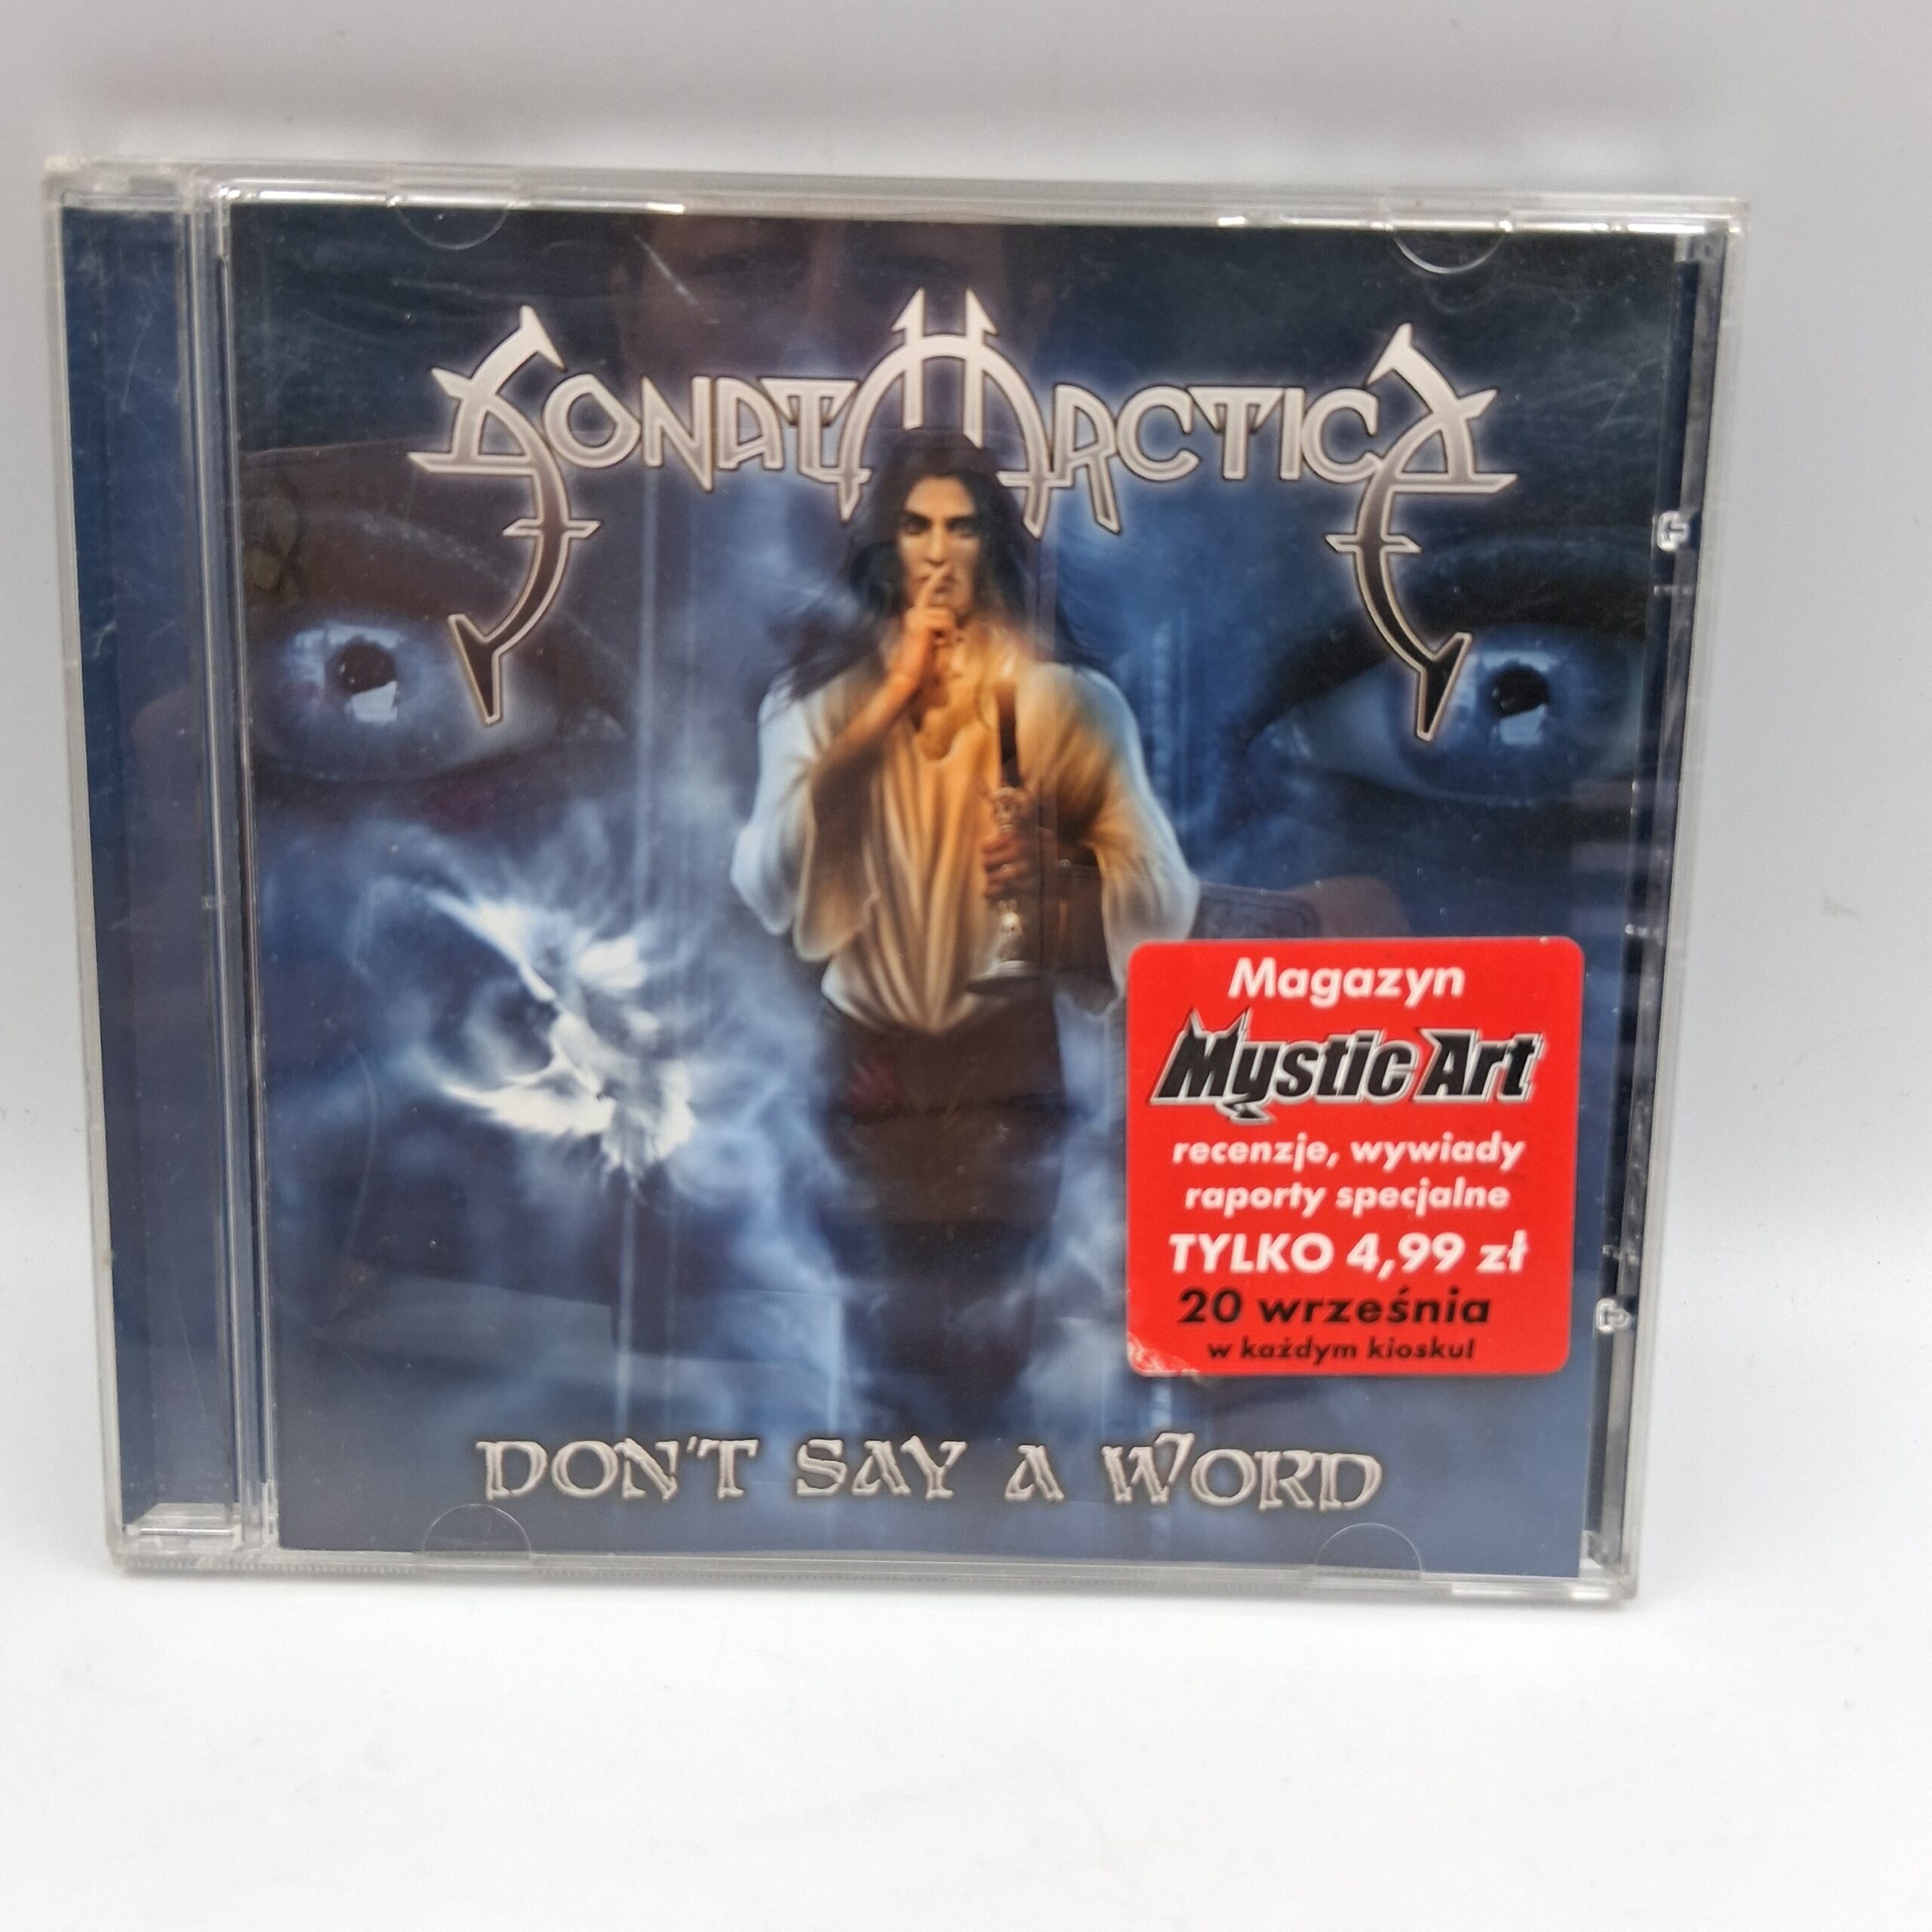 SONATA ARCTICA
Magazyn
Mystic Art
recenzje, wywiady
raporty specjalne
TYLKO 4,99 zł
20 września
w każdym kiosku!
DON'T SAY A WORD